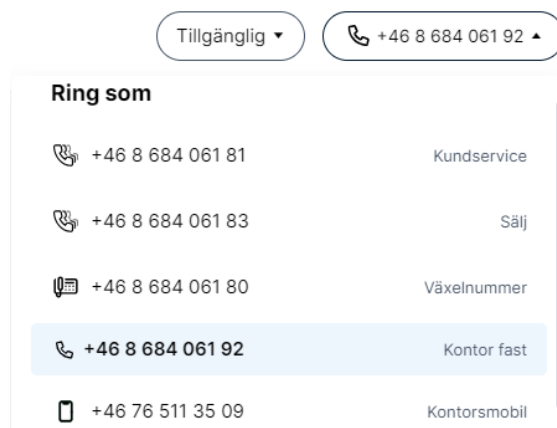 Tillgänglig
+46 8 684 061 92
Ring som
+46 8 684 061 81 Kundservice
+46 8 684 061 83 Sälj
+46 8 684 061 80 Växelnummer
+46 8 684 061 92 Kontor fast
+46 76 511 35 09 Kontorsmobil